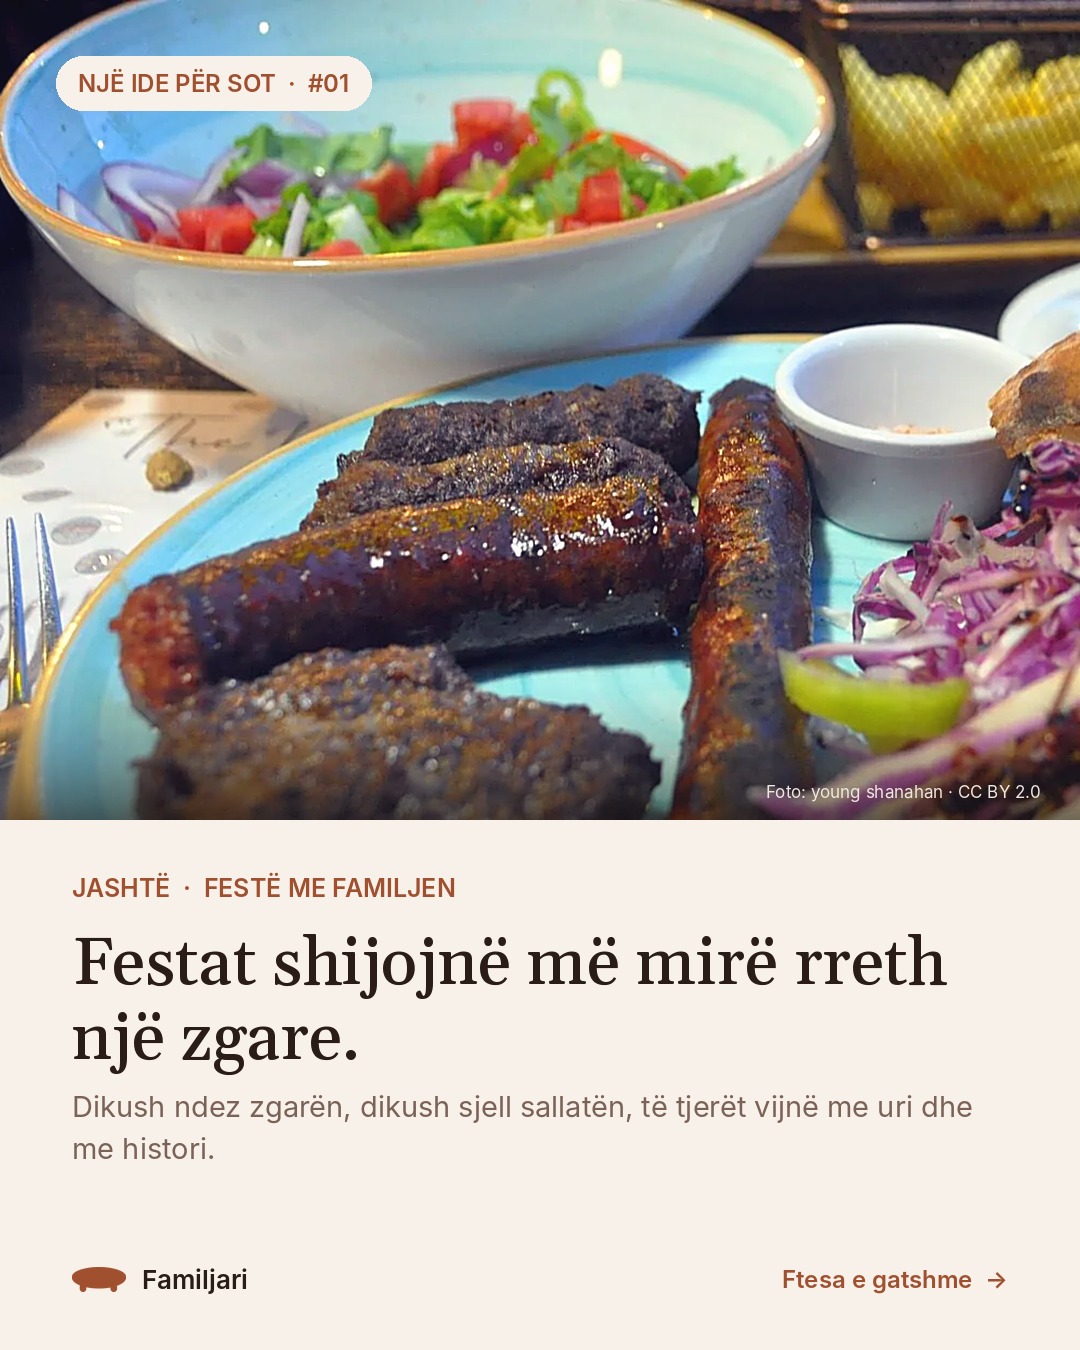 NJË IDE PËR SOT · #01
Foto: young shanahan · CC BY 2.0
JASHTË · FESTË ME FAMILJEN
Festat shijojnë më mirë rreth
një zgare.
Dikush ndez zgarën, dikush sjell sallatën, të tjerët vijnë me uri dhe
me histori.
Familjari
Ftesa e gatshme →